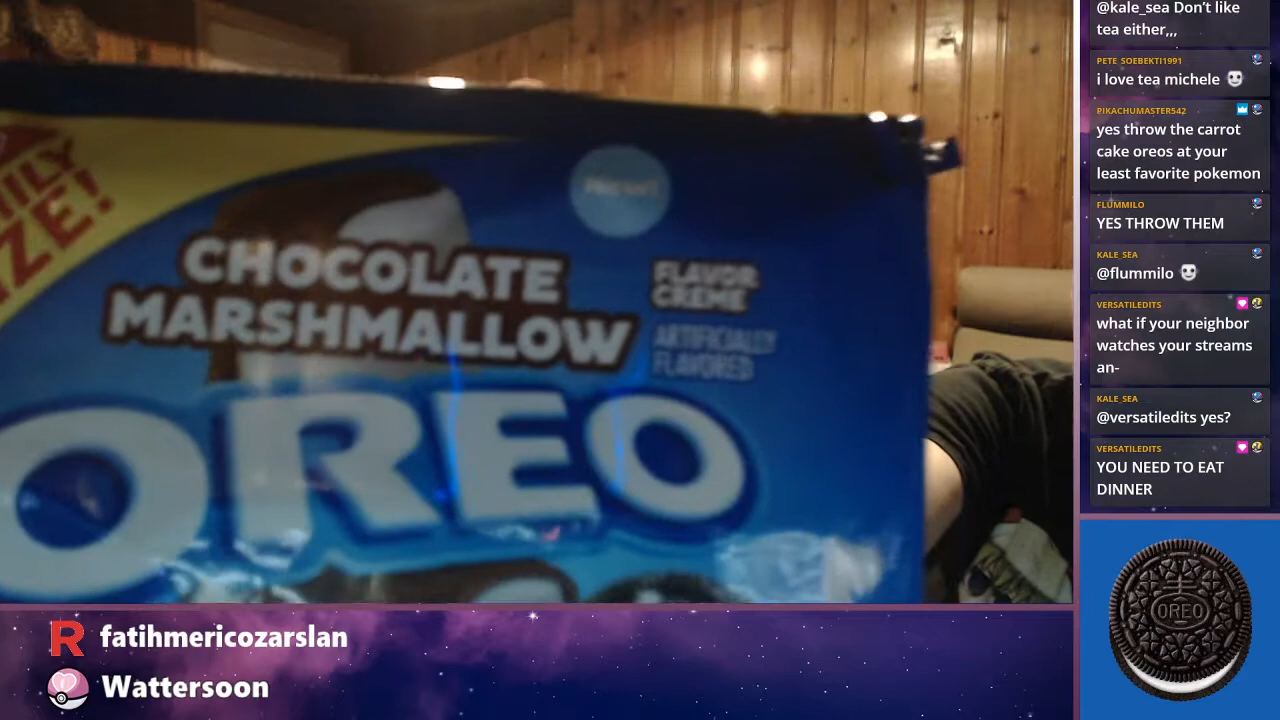 @kale_sea Don't like
tea either,,,
PETE_SOEBEKTI1991
i love tea michele
PIKACHUMASTER542
yes throw the carrot
cake oreos at your
least favorite pokemon
FLUMMILO
YES THROW THEM
KALE_SEA
@flummilo
VERSATILEDITS
what if your neighbor
watches your streams
an-
KALE_SEA
@versatiledits yes?
VERSATILEDITS
YOU NEED TO EAT
DINNER
CHOCOLATE
MARSHMALLOW
FLAVOR
CREME
ARTIFICIALLY
FLAVORED
OREO
OREO
R fatihmericozarslan
Wattersoon